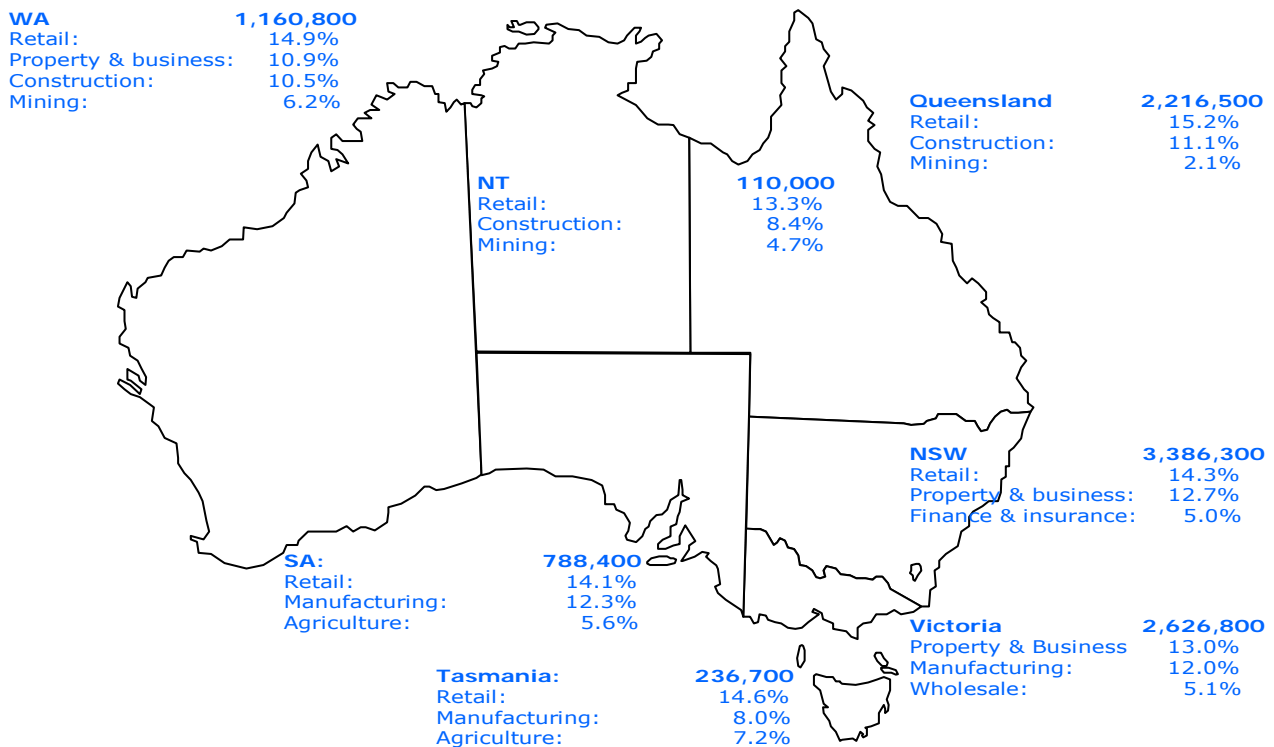 WA 1,160,800
Retail: 14.9%
Property & business: 10.9%
Construction: 10.5%
Mining: 6.2%
Queensland 2,216,500
Retail: 15.2%
Construction: 11.1%
Mining: 2.1%
NT 110,000
Retail: 13.3%
Construction: 8.4%
Mining: 4.7%
NSW 3,386,300
Retail: 14.3%
Property & business: 12.7%
Finance & insurance: 5.0%
SA: 788,400
Retail: 14.1%
Manufacturing: 12.3%
Agriculture: 5.6%
Victoria 2,626,800
Property & Business 13.0%
Manufacturing: 12.0%
Wholesale: 5.1%
Tasmania: 236,700
Retail: 14.6%
Manufacturing: 8.0%
Agriculture: 7.2%